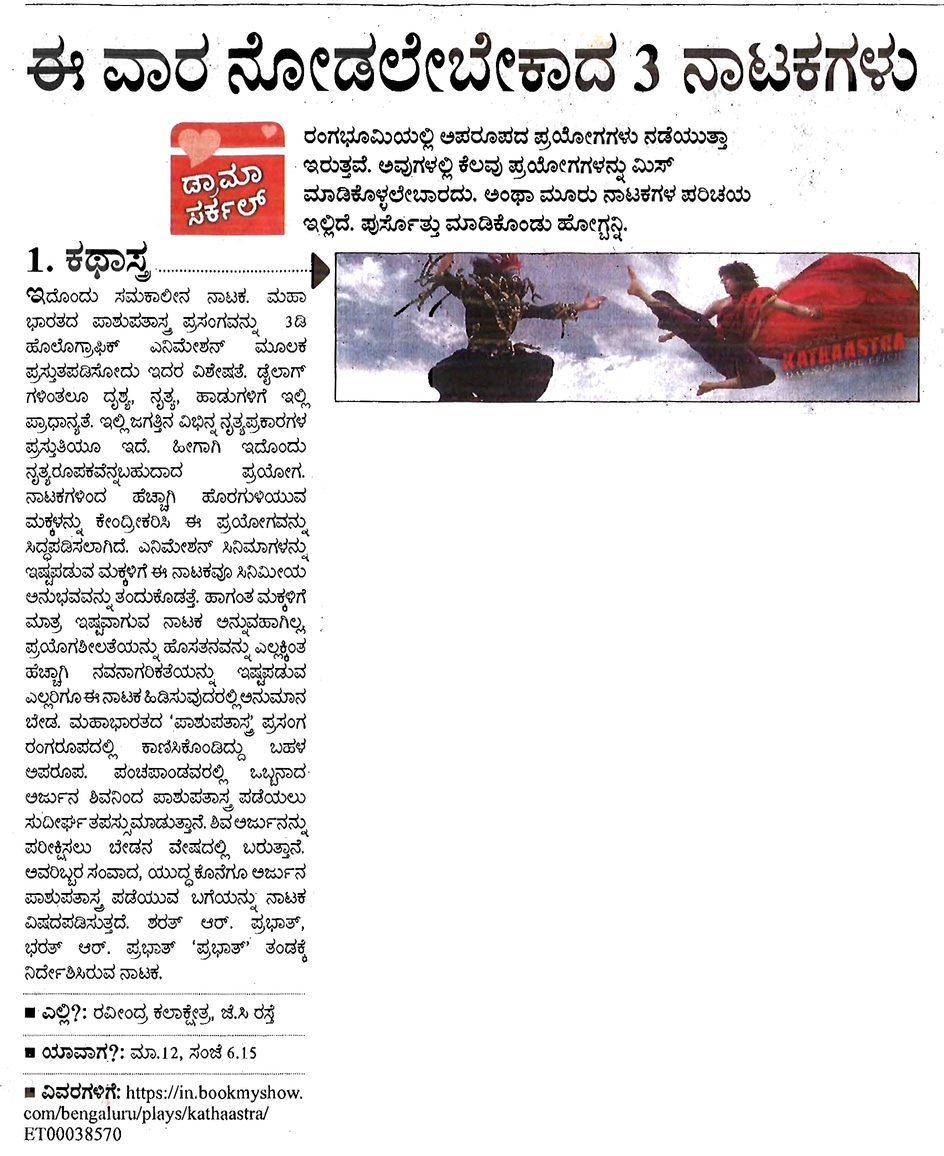 ಈ ವಾರ ನೋಡಲೇಬೇಕಾದ 3 ನಾಟಕಗಳು
ಡ್ರಾಮಾ
ಸರ್ಕಲ್
ರಂಗಭೂಮಿಯಲ್ಲಿ ಅಪರೂಪದ ಪ್ರಯೋಗಗಳು ನಡೆಯುತ್ತಾ
ಇರುತ್ತವೆ. ಅವುಗಳಲ್ಲಿ ಕೆಲವು ಪ್ರಯೋಗಗಳನ್ನು ಮಿಸ್
ಮಾಡಿಕೊಳ್ಳಲೇಬಾರದು. ಅಂಥಾ ಮೂರು ನಾಟಕಗಳ ಪರಿಚಯ
ಇಲ್ಲಿದೆ. ಪುರ್ಸೊತ್ತು ಮಾಡಿಕೊಂಡು ಹೋಗ್ಬನ್ನಿ.
1. ಕಥಾಸ್ತ್ರ
KATHAASTRA
ಇದೊಂದು ಸಮಕಾಲೀನ ನಾಟಕ. ಮಹಾ
ಭಾರತದ ಪಾಶುಪತಾಸ್ತ್ರ ಪ್ರಸಂಗವನ್ನು 3ಡಿ
ಹೊಲೊಗ್ರಾಫಿಕ್ ಎನಿಮೇಶನ್ ಮೂಲಕ
ಪ್ರಸ್ತುತಪಡಿಸೋದು ಇದರ ವಿಶೇಷತೆ. ಡೈಲಾಗ್
ಗಳಿಂತಲೂ ದೃಶ್ಯ, ನೃತ್ಯ, ಹಾಡುಗಳಿಗೆ ಇಲ್ಲಿ
ಪ್ರಾಧಾನ್ಯತೆ. ಇಲ್ಲಿ ಜಗತ್ತಿನ ವಿಭಿನ್ನ ನೃತ್ಯಪ್ರಕಾರಗಳ
ಪ್ರಸ್ತುತಿಯೂ ಇದೆ. ಹೀಗಾಗಿ ಇದೊಂದು
ನೃತ್ಯರೂಪಕವೆನ್ನಬಹುದಾದ ಪ್ರಯೋಗ.
ನಾಟಕಗಳಿಂದ ಹೆಚ್ಚಾಗಿ ಹೊರಗುಳಿಯುವ
ಮಕ್ಕಳನ್ನು ಕೇಂದ್ರೀಕರಿಸಿ ಈ ಪ್ರಯೋಗವನ್ನು
ಸಿದ್ಧಪಡಿಸಲಾಗಿದೆ. ಎನಿಮೇಶನ್ ಸಿನಿಮಾಗಳನ್ನು
ಇಷ್ಟಪಡುವ ಮಕ್ಕಳಿಗೆ ಈ ನಾಟಕವೂ ಸಿನಿಮೀಯ
ಅನುಭವವನ್ನು ತಂದುಕೊಡತ್ತೆ. ಹಾಗಂತ ಮಕ್ಕಳಿಗೆ
ಮಾತ್ರ ಇಷ್ಟವಾಗುವ ನಾಟಕ ಅನ್ನುವಹಾಗಿಲ್ಲ,
ಪ್ರಯೋಗಶೀಲತೆಯನ್ನು ಹೊಸತನವನ್ನು ಎಲ್ಲಕ್ಕಿಂತ
ಹೆಚ್ಚಾಗಿ ನವನಾಗರಿಕತೆಯನ್ನು ಇಷ್ಟಪಡುವ
ಎಲ್ಲರಿಗೂ ಈ ನಾಟಕ ಹಿಡಿಸುವುದರಲ್ಲಿ ಅನುಮಾನ
ಬೇಡ. ಮಹಾಭಾರತದ 'ಪಾಶುಪತಾಸ್ತ್ರ' ಪ್ರಸಂಗ
ರಂಗರೂಪದಲ್ಲಿ ಕಾಣಿಸಿಕೊಂಡಿದ್ದು ಬಹಳ
ಅಪರೂಪ. ಪಂಚಪಾಂಡವರಲ್ಲಿ ಒಬ್ಬನಾದ
ಅರ್ಜುನ ಶಿವನಿಂದ ಪಾಶುಪತಾಸ್ತ್ರ ಪಡೆಯಲು
ಸುದೀರ್ಘ ತಪಸ್ಸುಮಾಡುತ್ತಾನೆ. ಶಿವ ಅರ್ಜುನನ್ನು
ಪರೀಕ್ಷಿಸಲು ಬೇಡನ ವೇಷದಲ್ಲಿ ಬರುತ್ತಾನೆ.
ಅವರಿಬ್ಬರ ಸಂವಾದ, ಯುದ್ಧ ಕೊನೆಗೂ ಅರ್ಜುನ
ಪಾಶುಪತಾಸ್ತ್ರ ಪಡೆಯುವ ಬಗೆಯನ್ನು ನಾಟಕ
ವಿಷದಪಡಿಸುತ್ತದೆ. ಶರತ್ ಆರ್. ಪ್ರಭಾತ್,
ಭರತ್ ಆರ್. ಪ್ರಭಾತ್ 'ಪ್ರಭಾತ್' ತಂಡಕ್ಕೆ
ನಿರ್ದೇಶಿಸಿರುವ ನಾಟಕ.
■ ಎಲ್ಲಿ?: ರವೀಂದ್ರ ಕಲಾಕ್ಷೇತ್ರ, ಜೆ.ಸಿ ರಸ್ತೆ
■ ಯಾವಾಗ?: ಮಾ.12, ಸಂಜೆ 6.15
■ ವಿವರಗಳಿಗೆ: https://in.bookmyshow.
com/bengaluru/plays/kathaastra/
ET00038570